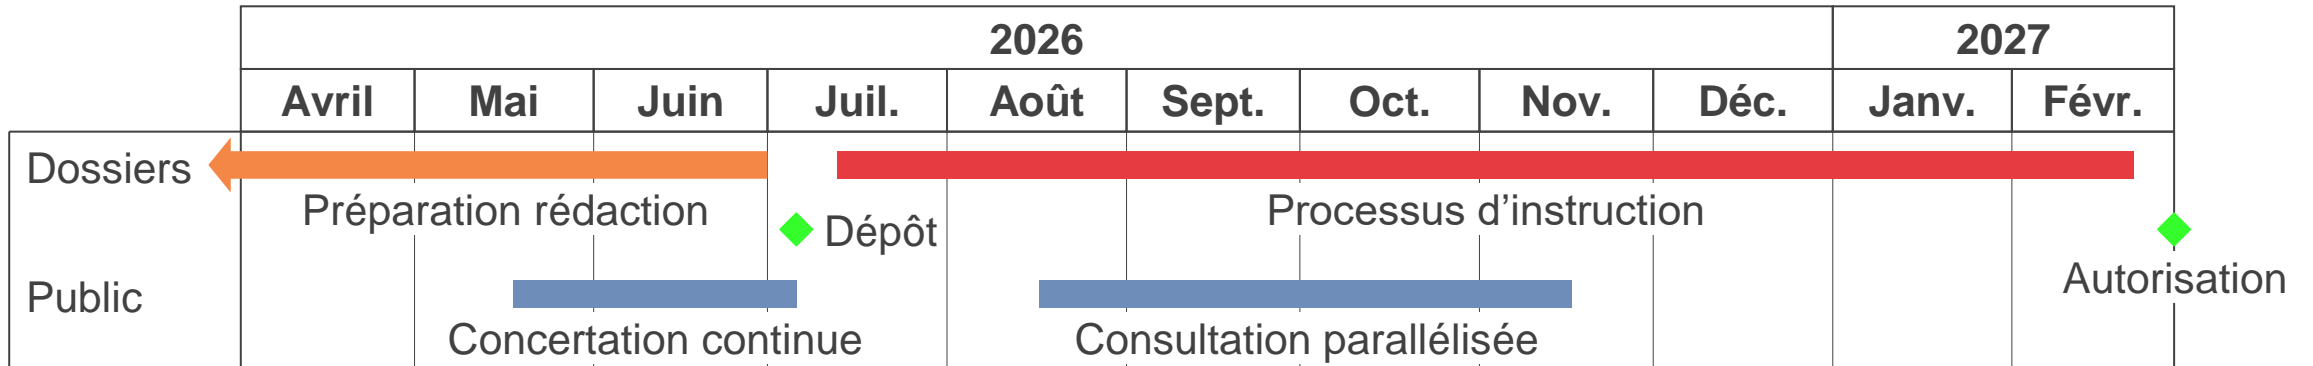 2026 2027
Avril Mai Juin Juil. Août Sept. Oct. Nov. Déc. Janv. Févr.
Dossiers
Préparation rédaction Processus d’instruction
Dépôt
Autorisation
Public
Concertation continue Consultation parallélisée